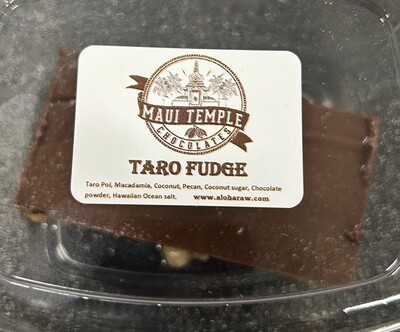 MAUI TEMPLE
CHOCOLATES
TARO FUDGE
Taro Poi, Macadamia, Coconut, Pecan, Coconut sugar, Chocolate
powder, Hawaiian Ocean salt. www.aloharaw.com